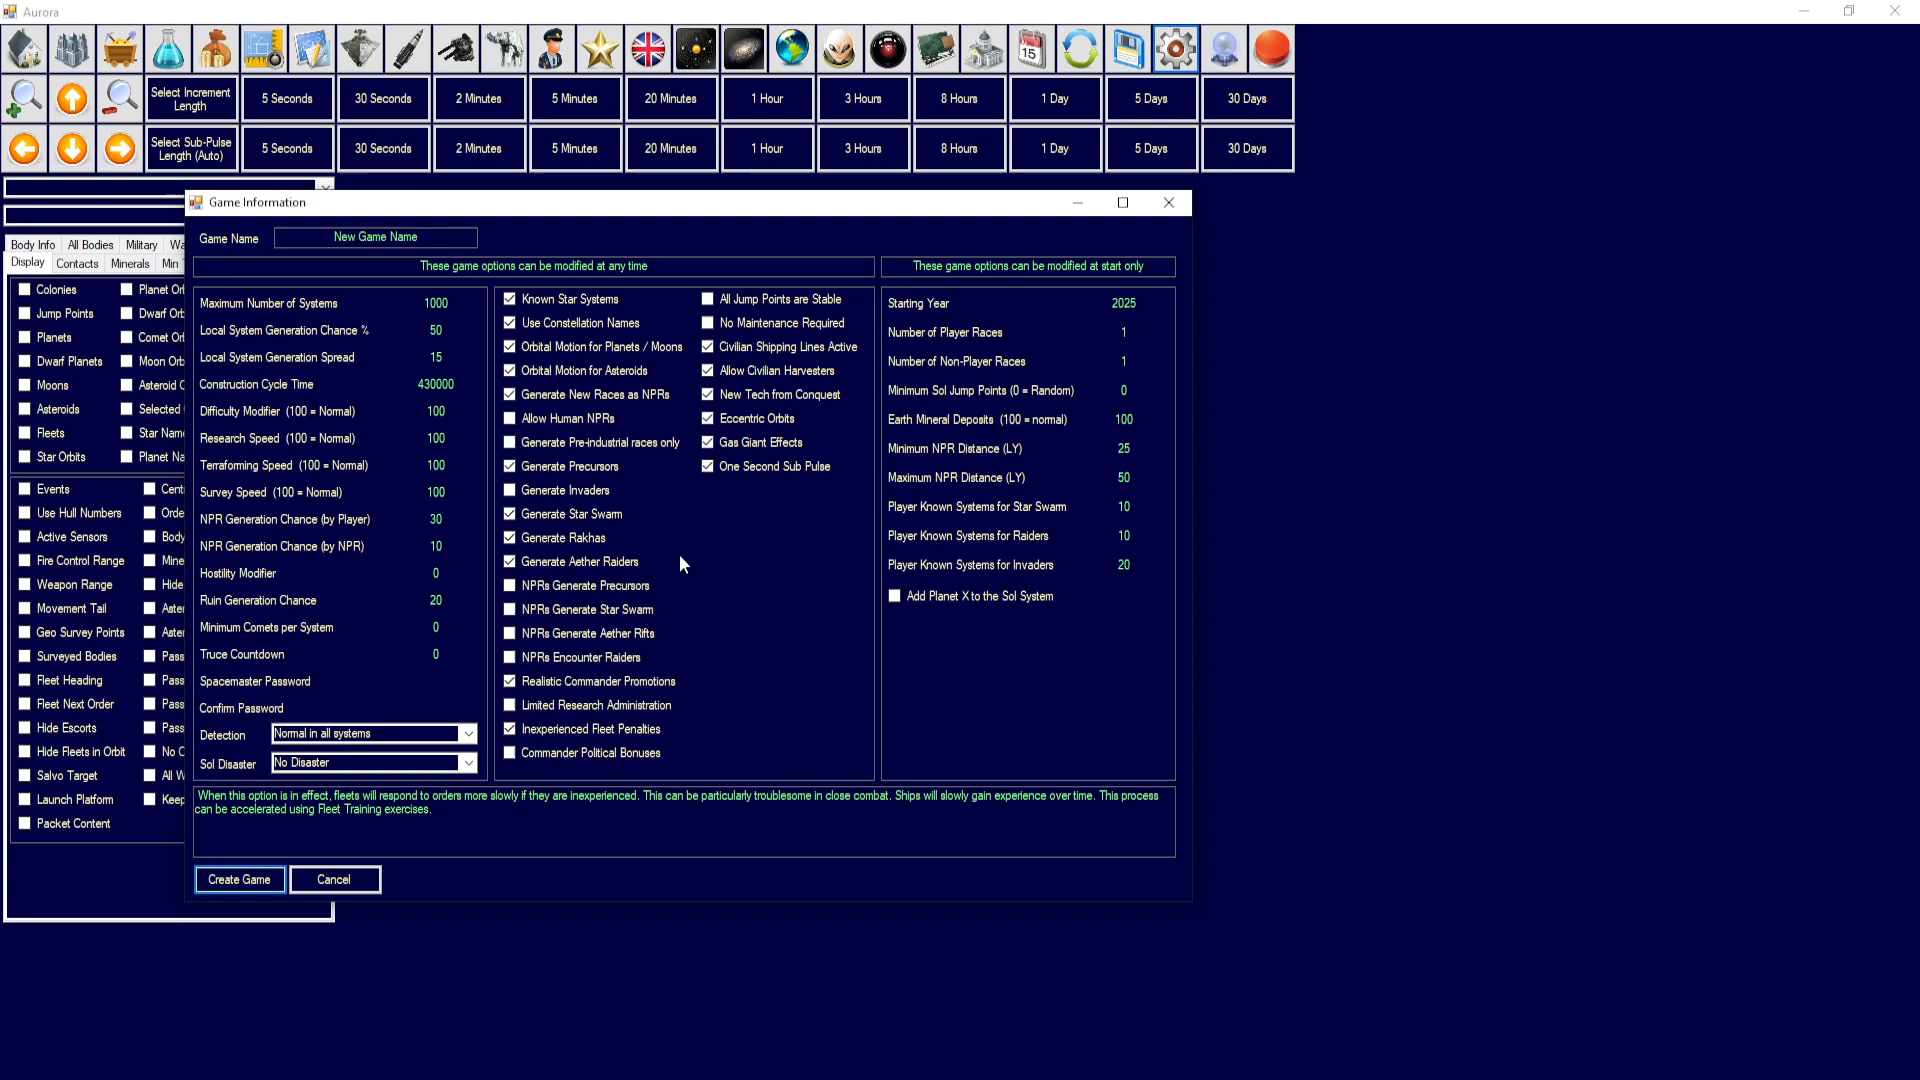 Aurora
15
Select Increment Length
5 Seconds
30 Seconds
2 Minutes
5 Minutes
20 Minutes
1 Hour
3 Hours
8 Hours
1 Day
5 Days
30 Days
Select Sub-Pulse Length (Auto)
5 Seconds
30 Seconds
2 Minutes
5 Minutes
20 Minutes
1 Hour
3 Hours
8 Hours
1 Day
5 Days
30 Days
Body Info
All Bodies
Military
Display
Contacts
Minerals
Min
Colonies
Jump Points
Planets
Dwarf Planets
Moons
Asteroids
Fleets
Star Orbits
Planet
Dwarf
Comet
Moon
Asteroid
Selected
Star
Planet
Events
Use Hull Numbers
Active Sensors
Fire Control Range
Weapon Range
Movement Tail
Geo Survey Points
Surveyed Bodies
Fleet Heading
Fleet Next Order
Hide Escorts
Hide Fleets in Orbit
Salvo Target
Launch Platform
Packet Content
Hide
Game Information
Game Name
New Game Name
These game options can be modified at any time
These game options can be modified at start only
Maximum Number of Systems 1000
Local System Generation Chance % 50
Local System Generation Spread 15
Construction Cycle Time 430000
Difficulty Modifier (100 = Normal) 100
Research Speed (100 = Normal) 100
Terraforming Speed (100 = Normal) 100
Survey Speed (100 = Normal) 100
NPR Generation Chance (by Player) 30
NPR Generation Chance (by NPR) 10
Hostility Modifier 0
Ruin Generation Chance 20
Minimum Comets per System 0
Truce Countdown 0
Spacemaster Password
Confirm Password
Detection Normal in all systems
Sol Disaster No Disaster
Known Star Systems
Use Constellation Names
Orbital Motion for Planets / Moons
Orbital Motion for Asteroids
Generate New Races as NPRs
Allow Human NPRs
Generate Pre-industrial races only
Generate Precursors
Generate Invaders
Generate Star Swarm
Generate Rakhas
Generate Aether Raiders
NPRs Generate Precursors
NPRs Generate Star Swarm
NPRs Generate Aether Rifts
NPRs Encounter Raiders
Realistic Commander Promotions
Limited Research Administration
Inexperienced Fleet Penalties
Commander Political Bonuses
All Jump Points are Stable
No Maintenance Required
Civilian Shipping Lines Active
Allow Civilian Harvesters
New Tech from Conquest
Eccentric Orbits
Gas Giant Effects
One Second Sub Pulse
Starting Year 2025
Number of Player Races 1
Number of Non-Player Races 1
Minimum Sol Jump Points (0 = Random) 0
Earth Mineral Deposits (100 = normal) 100
Minimum NPR Distance (LY) 25
Maximum NPR Distance (LY) 50
Player Known Systems for Star Swarm 10
Player Known Systems for Raiders 10
Player Known Systems for Invaders 20
Add Planet X to the Sol System
When this option is in effect, fleets will respond to orders more slowly if they are inexperienced. This can be particularly troublesome in close combat. Ships will slowly gain experience over time. This process
can be accelerated using Fleet Training exercises.
Create Game
Cancel